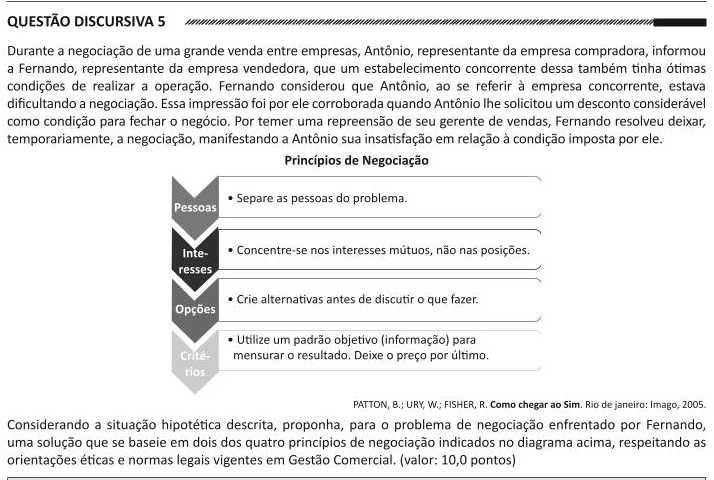 QUESTÃO DISCURSIVA 5
Durante a negociação de uma grande venda entre empresas, Antônio, representante da empresa compradora, informou
a Fernando, representante da empresa vendedora, que um estabelecimento concorrente dessa também tinha ótimas
condições de realizar a operação. Fernando considerou que Antônio, ao se referir à empresa concorrente, estava
dificultando a negociação. Essa impressão foi por ele corroborada quando Antônio lhe solicitou um desconto considerável
como condição para fechar o negócio. Por temer uma repreensão de seu gerente de vendas, Fernando resolveu deixar,
temporariamente, a negociação, manifestando a Antônio sua insatisfação em relação à condição imposta por ele.
Princípios de Negociação
Pessoas
• Separe as pessoas do problema.
Inte-
resses
• Concentre-se nos interesses mútuos, não nas posições.
Opções
• Crie alternativas antes de discutir o que fazer.
Crité-
rios
• Utilize um padrão objetivo (informação) para
mensurar o resultado. Deixe o preço por último.
PATTON, B.; URY, W.; FISHER, R. Como chegar ao Sim. Rio de janeiro: Imago, 2005.
Considerando a situação hipotética descrita, proponha, para o problema de negociação enfrentado por Fernando,
uma solução que se baseie em dois dos quatro princípios de negociação indicados no diagrama acima, respeitando as
orientações éticas e normas legais vigentes em Gestão Comercial. (valor: 10,0 pontos)